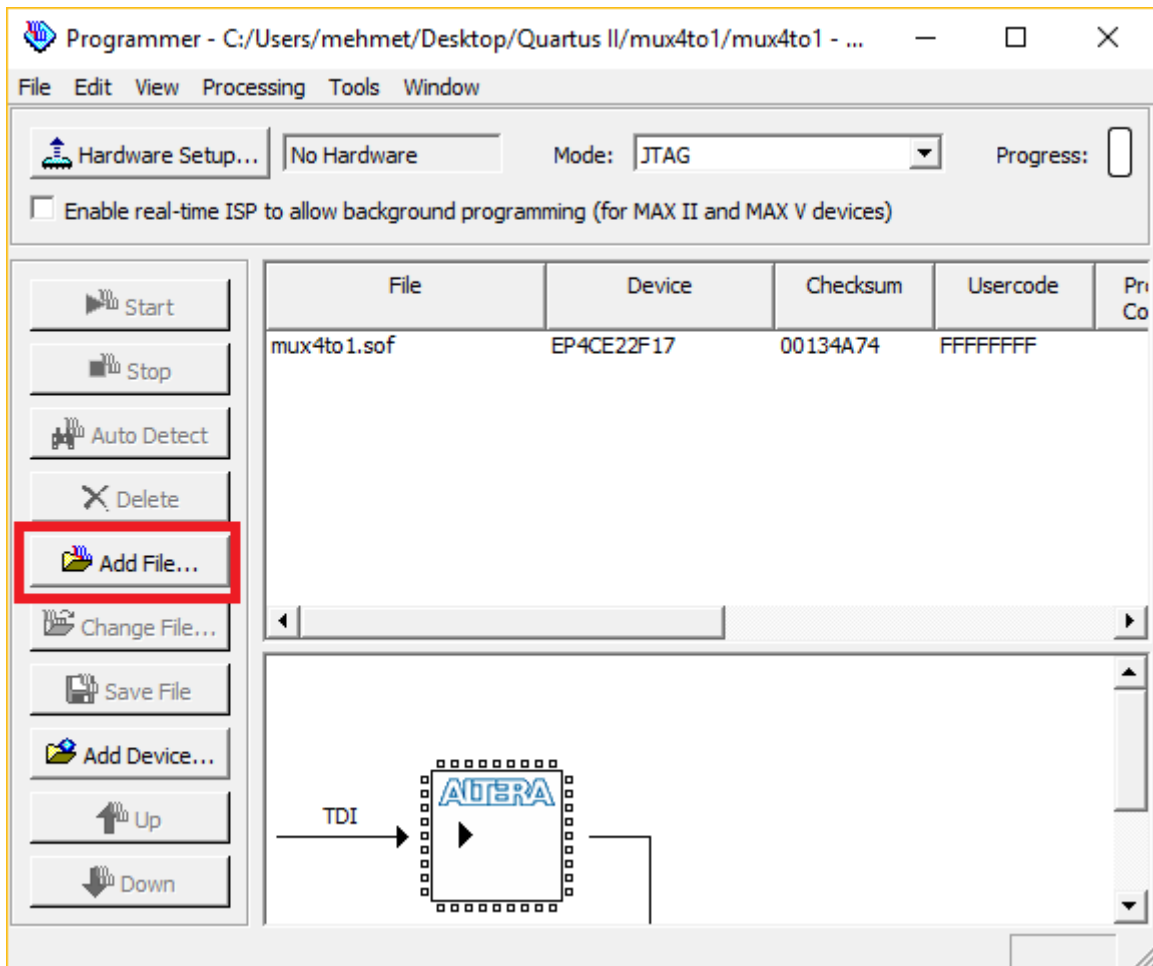 Programmer - C:/Users/mehmet/Desktop/Quartus II/mux4to1/mux4to1 - ...
File Edit View Processing Tools Window
Hardware Setup... No Hardware Mode: JTAG Progress:
Enable real-time ISP to allow background programming (for MAX II and MAX V devices)
Start
Stop
Auto Detect
Delete
Add File...
Change File...
Save File
Add Device...
Up
Down
File Device Checksum Usercode Pr
Co
mux4to1.sof EP4CE22F17 00134A74 FFFFFFFF
ALTERA
TDI